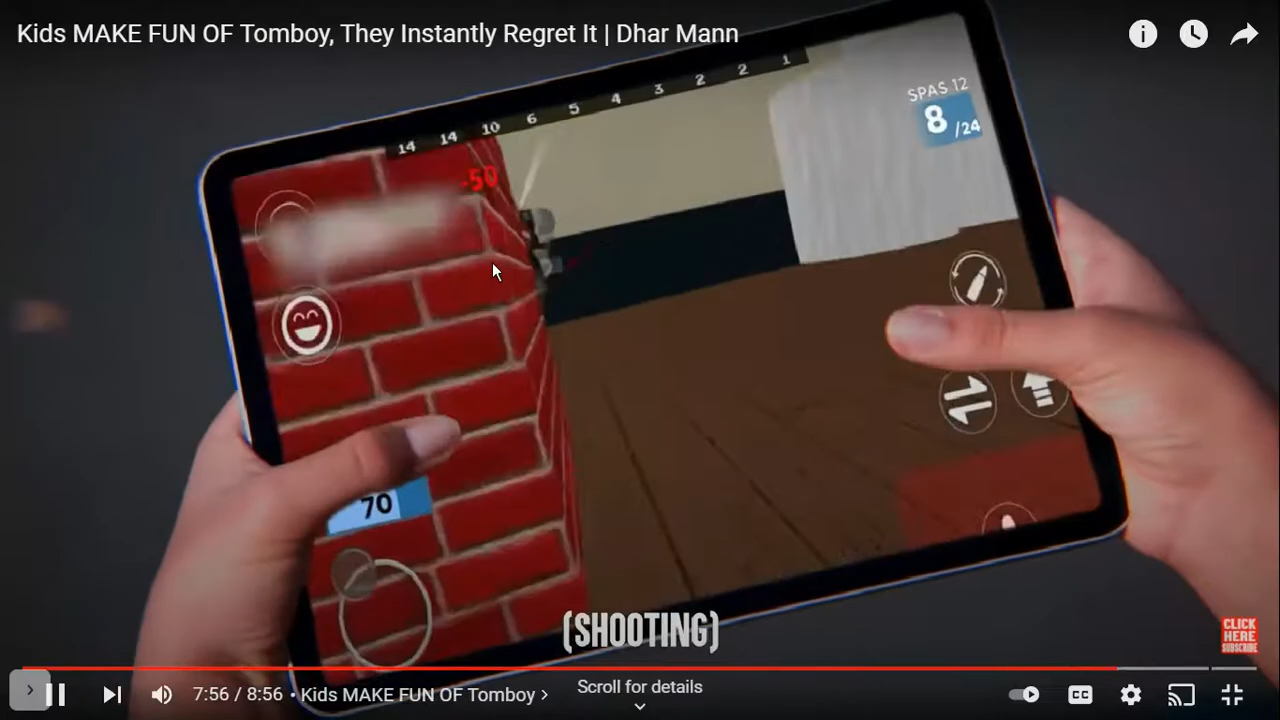 Kids MAKE FUN OF Tomboy, They Instantly Regret It | Dhar Mann
14 14 10 6 5 4 3 2 2 1
SPAS 12
8 /24
-50
70
(SHOOTING)
CLICK
HERE
SUBSCRIBE
7:56 / 8:56 • Kids MAKE FUN OF Tomboy >
Scroll for details
CC